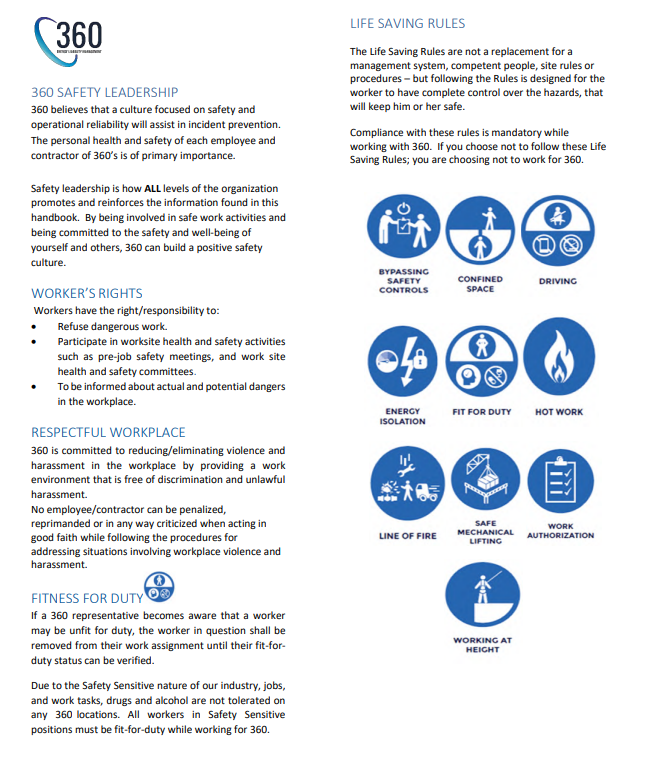 360
ENERGY & SAFETY MANAGEMENT
360 SAFETY LEADERSHIP
360 believes that a culture focused on safety and
operational reliability will assist in incident prevention.
The personal health and safety of each employee and
contractor of 360's is of primary importance.
Safety leadership is how ALL levels of the organization
promotes and reinforces the information found in this
handbook. By being involved in safe work activities and
being committed to the safety and well-being of
yourself and others, 360 can build a positive safety
culture.
WORKER'S RIGHTS
Workers have the right/responsibility to:
• Refuse dangerous work.
• Participate in worksite health and safety activities
such as pre-job safety meetings, and work site
health and safety committees.
• To be informed about actual and potential dangers
in the workplace.
RESPECTFUL WORKPLACE
360 is committed to reducing/eliminating violence and
harassment in the workplace by providing a work
environment that is free of discrimination and unlawful
harassment.
No employee/contractor can be penalized,
reprimanded or in any way criticized when acting in
good faith while following the procedures for
addressing situations involving workplace violence and
harassment.
FITNESS FOR DUTY
If a 360 representative becomes aware that a worker
may be unfit for duty, the worker in question shall be
removed from their work assignment until their fit-for-
duty status can be verified.
Due to the Safety Sensitive nature of our industry, jobs,
and work tasks, drugs and alcohol are not tolerated on
any 360 locations. All workers in Safety Sensitive
positions must be fit-for-duty while working for 360.
LIFE SAVING RULES
The Life Saving Rules are not a replacement for a
management system, competent people, site rules or
procedures – but following the Rules is designed for the
worker to have complete control over the hazards, that
will keep him or her safe.
Compliance with these rules is mandatory while
working with 360. If you choose not to follow these Life
Saving Rules; you are choosing not to work for 360.
BYPASSING
SAFETY
CONTROLS
CONFINED
SPACE
DRIVING
ENERGY
ISOLATION
FIT FOR DUTY
HOT WORK
LINE OF FIRE
SAFE
MECHANICAL
LIFTING
WORK
AUTHORIZATION
WORKING AT
HEIGHT